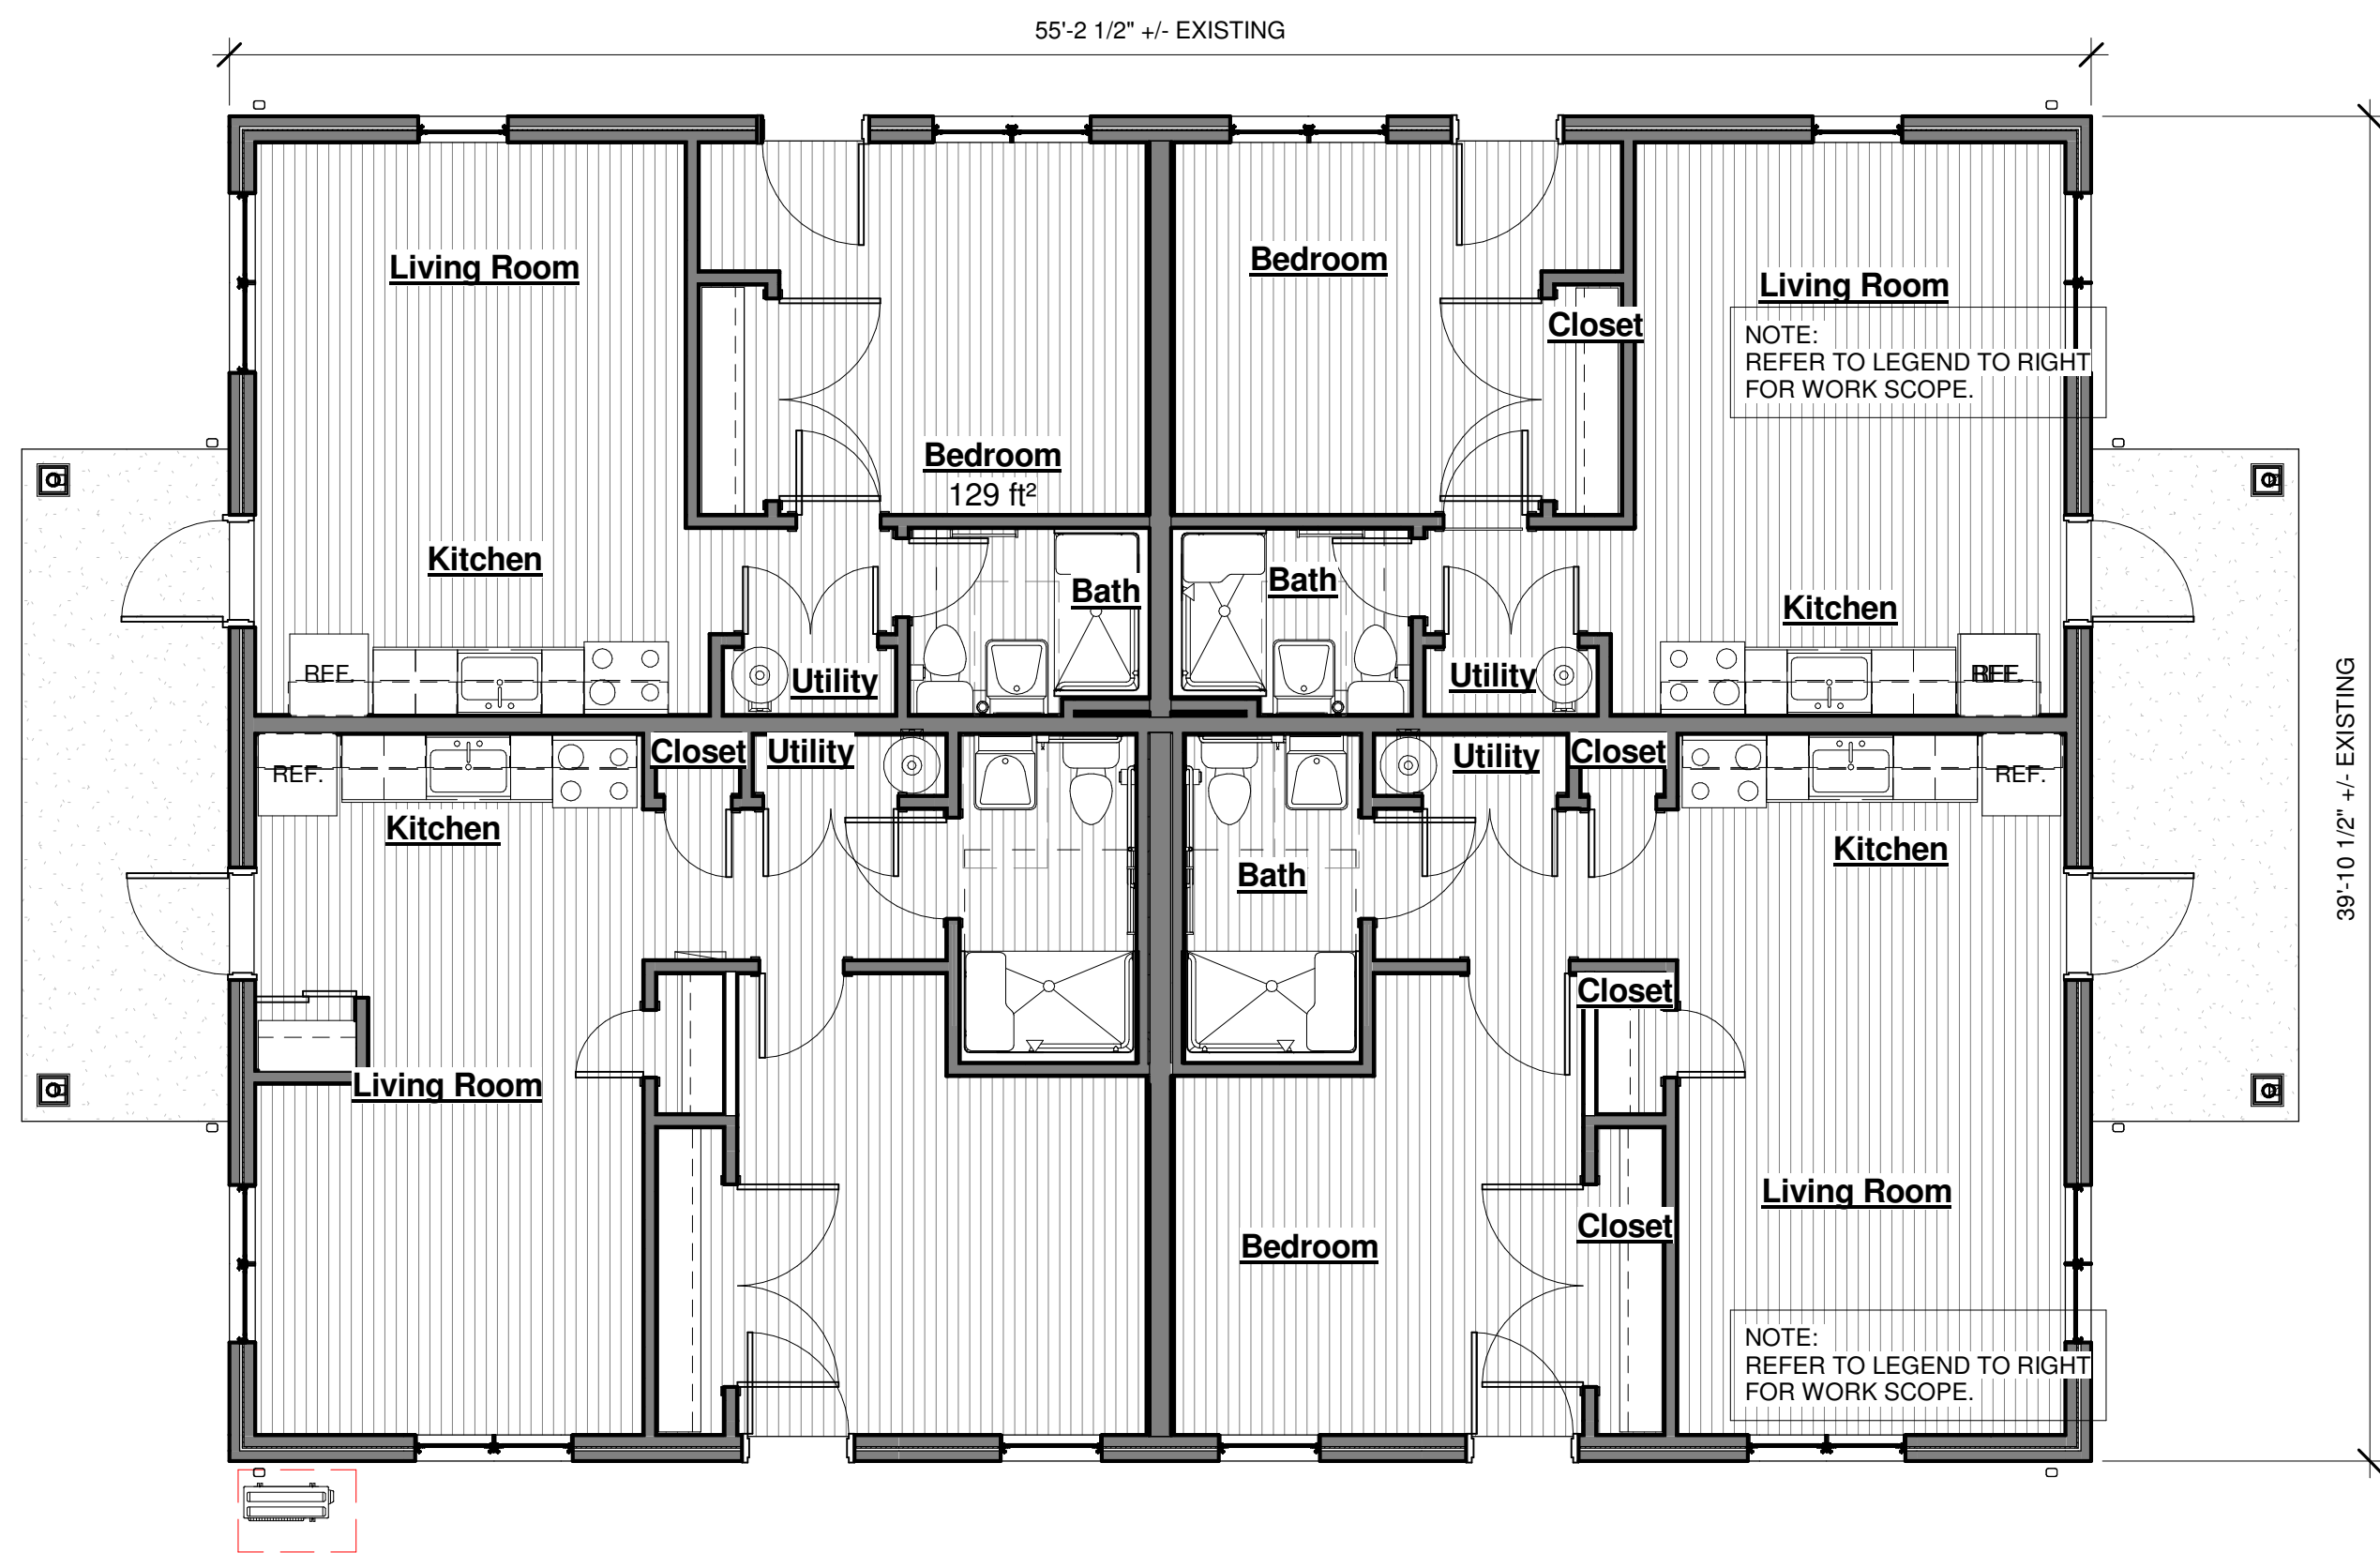 55'-2 1/2" +/- EXISTING
Living Room
Bedroom
Living Room
Closet
NOTE:
REFER TO LEGEND TO RIGHT
FOR WORK SCOPE.
Bedroom
129 ft²
Kitchen
Bath
Bath
Kitchen
REF.
Utility
Utility
REF.
39'-10 1/2" +/- EXISTING
Closet
Utility
Utility
Closet
REF.
REF.
Kitchen
Kitchen
Bath
Closet
Living Room
Living Room
Closet
Bedroom
NOTE:
REFER TO LEGEND TO RIGHT
FOR WORK SCOPE.